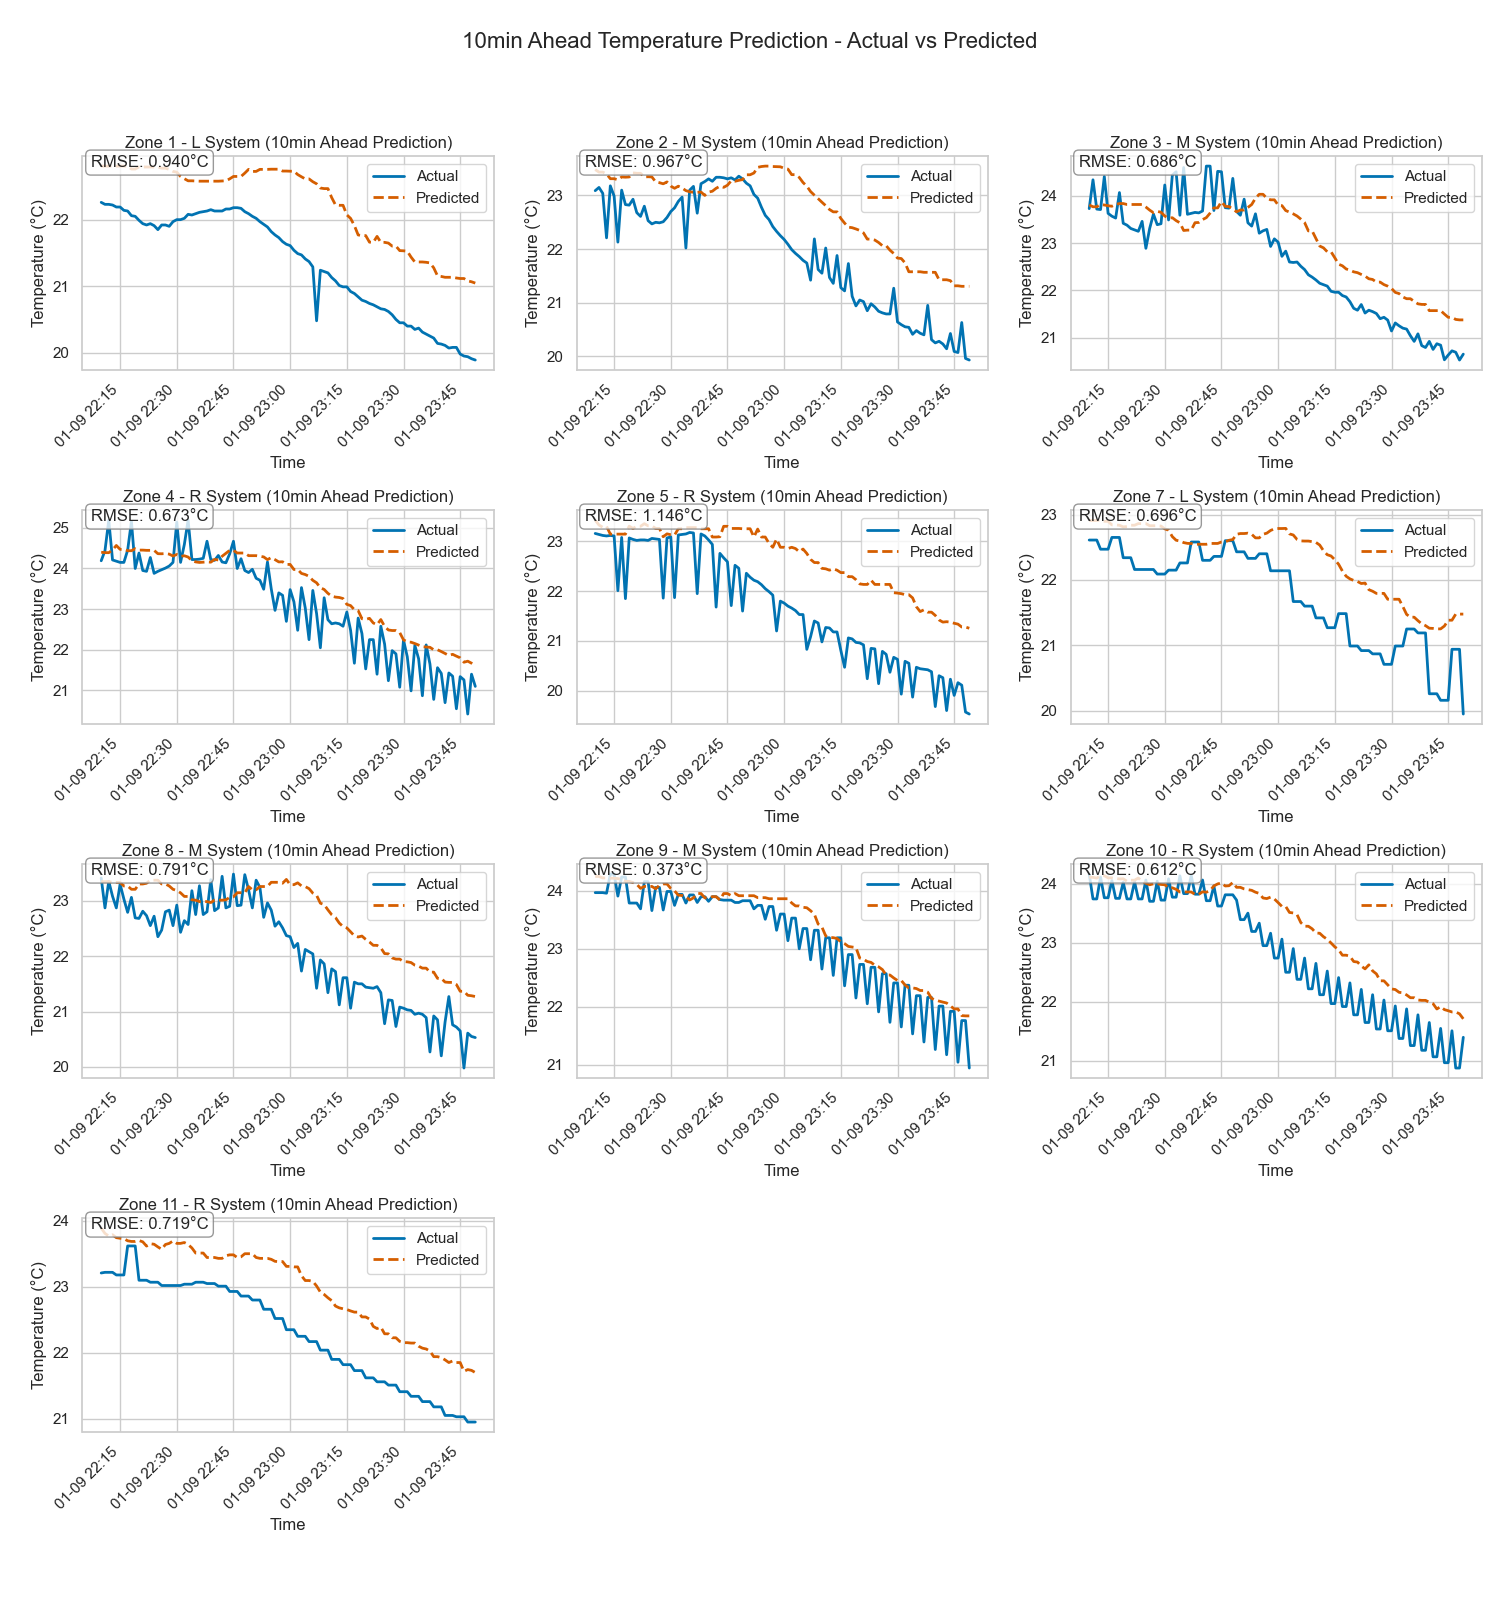 10min Ahead Temperature Prediction - Actual vs Predicted
Zone 1 - L System (10min Ahead Prediction)
RMSE: 0.940°C
Actual
Predicted
Temperature (°C)
22
21
20
01-09 22:15
01-09 22:30
01-09 22:45
01-09 23:00
01-09 23:15
01-09 23:30
01-09 23:45
Time
Zone 2 - M System (10min Ahead Prediction)
RMSE: 0.967°C
Actual
Predicted
Temperature (°C)
23
22
21
20
01-09 22:15
01-09 22:30
01-09 22:45
01-09 23:00
01-09 23:15
01-09 23:30
01-09 23:45
Time
Zone 3 - M System (10min Ahead Prediction)
RMSE: 0.686°C
Actual
Predicted
Temperature (°C)
24
23
22
21
01-09 22:15
01-09 22:30
01-09 22:45
01-09 23:00
01-09 23:15
01-09 23:30
01-09 23:45
Time
Zone 4 - R System (10min Ahead Prediction)
RMSE: 0.673°C
Actual
Predicted
Temperature (°C)
25
24
23
22
21
01-09 22:15
01-09 22:30
01-09 22:45
01-09 23:00
01-09 23:15
01-09 23:30
01-09 23:45
Time
Zone 5 - R System (10min Ahead Prediction)
RMSE: 1.146°C
Actual
Predicted
Temperature (°C)
23
22
21
20
01-09 22:15
01-09 22:30
01-09 22:45
01-09 23:00
01-09 23:15
01-09 23:30
01-09 23:45
Time
Zone 7 - L System (10min Ahead Prediction)
RMSE: 0.696°C
Actual
Predicted
Temperature (°C)
23
22
21
20
01-09 22:15
01-09 22:30
01-09 22:45
01-09 23:00
01-09 23:15
01-09 23:30
01-09 23:45
Time
Zone 8 - M System (10min Ahead Prediction)
RMSE: 0.791°C
Actual
Predicted
Temperature (°C)
23
22
21
20
01-09 22:15
01-09 22:30
01-09 22:45
01-09 23:00
01-09 23:15
01-09 23:30
01-09 23:45
Time
Zone 9 - M System (10min Ahead Prediction)
RMSE: 0.373°C
Actual
Predicted
Temperature (°C)
24
23
22
21
01-09 22:15
01-09 22:30
01-09 22:45
01-09 23:00
01-09 23:15
01-09 23:30
01-09 23:45
Time
Zone 10 - R System (10min Ahead Prediction)
RMSE: 0.612°C
Actual
Predicted
Temperature (°C)
24
23
22
21
01-09 22:15
01-09 22:30
01-09 22:45
01-09 23:00
01-09 23:15
01-09 23:30
01-09 23:45
Time
Zone 11 - R System (10min Ahead Prediction)
RMSE: 0.719°C
Actual
Predicted
Temperature (°C)
24
23
22
21
01-09 22:15
01-09 22:30
01-09 22:45
01-09 23:00
01-09 23:15
01-09 23:30
01-09 23:45
Time